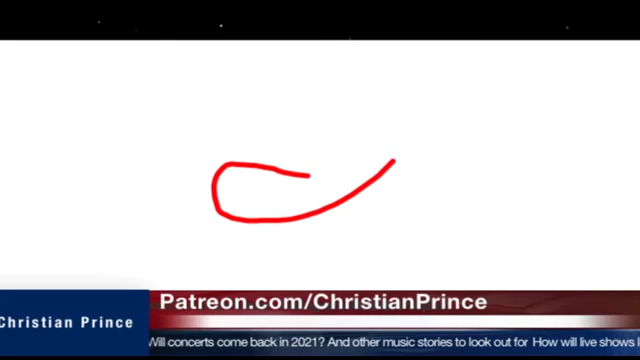 Patreon.com/ChristianPrince
Christian Prince
Will concerts come back in 2021? And other music stories to look out for How will live shows